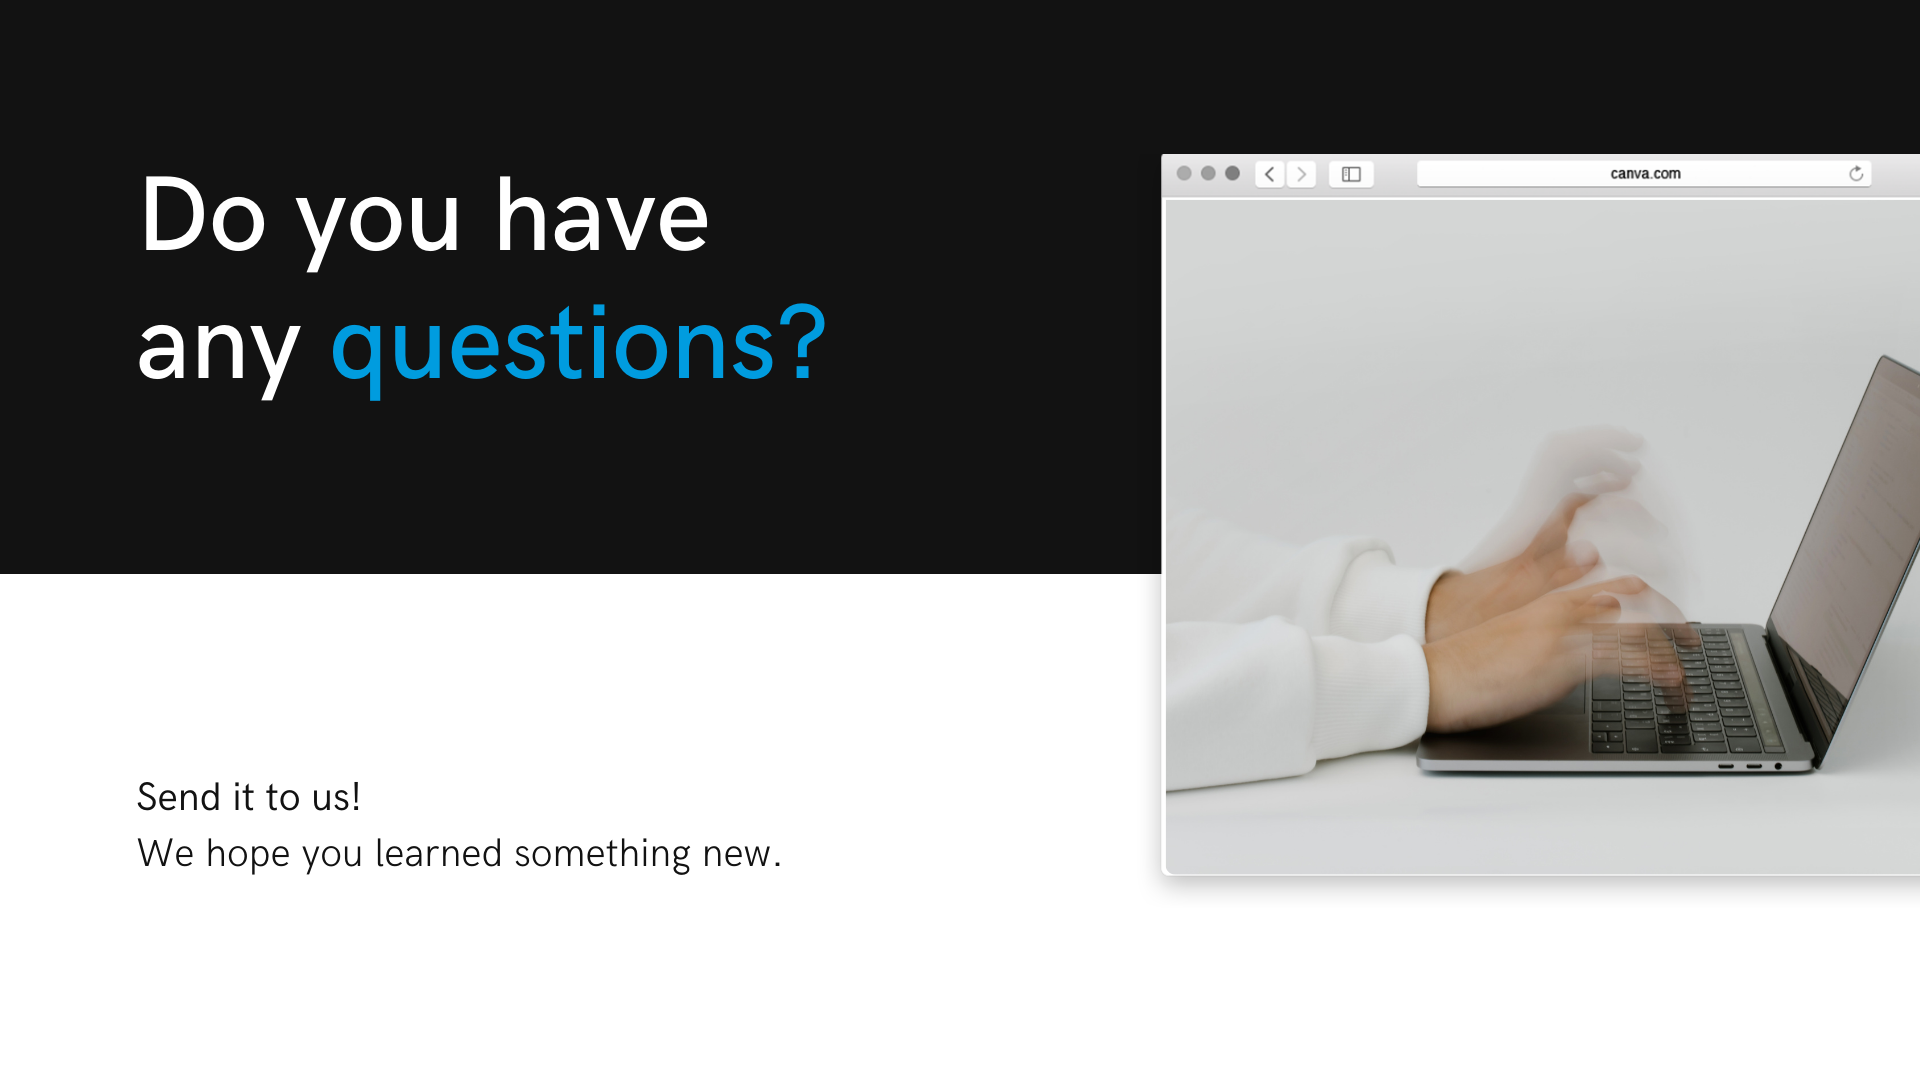 Do you have
any questions?
canva.com
Send it to us!
We hope you learned something new.